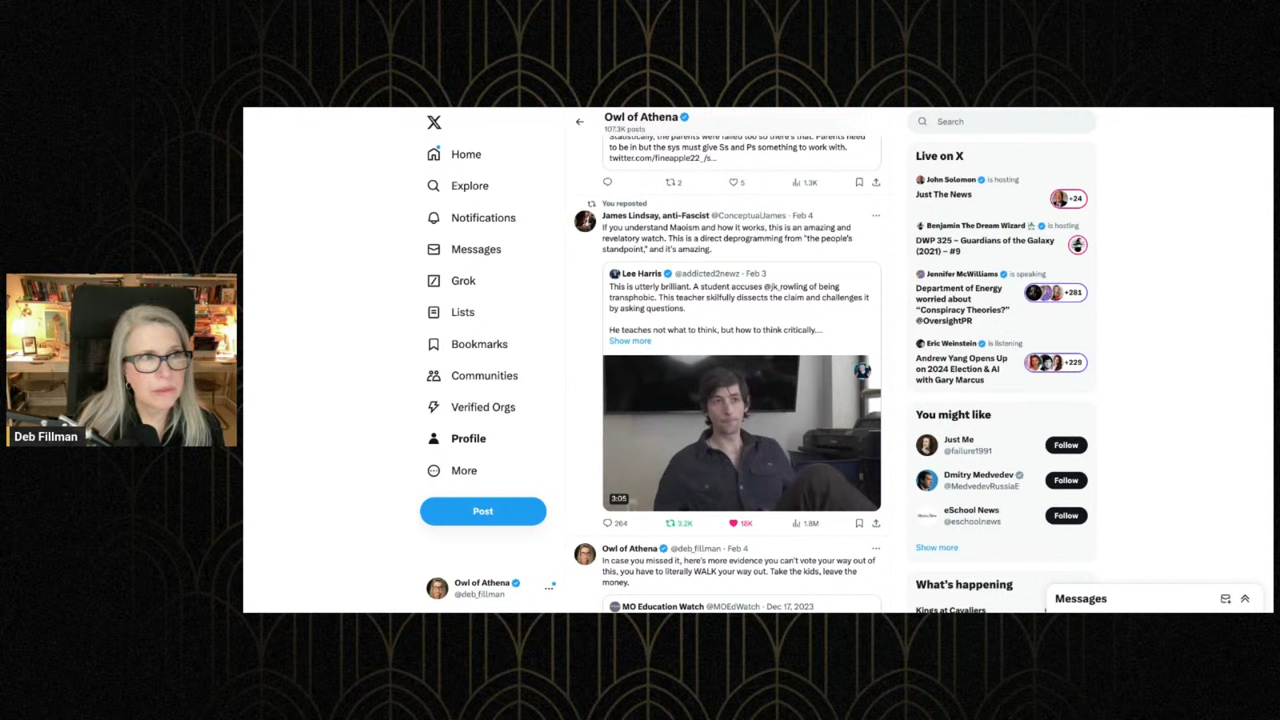 Deb Fillman
Home
Explore
Notifications
Messages
Grok
Lists
Bookmarks
Communities
Verified Orgs
Profile
More
Post
Owl of Athena
@deb_fillman
Owl of Athena
107.3K posts
Statistically, the parents were failed too so there's that. Parents need
to be in but the sys must give Ss and Ps something to work with.
twitter.com/fineapple22_/s...
2
5
1.3K
You reposted
James Lindsay, anti-Fascist @ConceptualJames · Feb 4
If you understand Maoism and how it works, this is an amazing and
revelatory watch. This is a direct deprogramming from "the people's
standpoint," and it's amazing.
Lee Harris @addicted2newz · Feb 3
This is utterly brilliant. A student accuses @jk_rowling of being
transphobic. This teacher skilfully dissects the claim and challenges it
by asking questions.
He teaches not what to think, but how to think critically....
Show more
3:05
264
3.2K
18K
1.8M
Owl of Athena @deb_fillman · Feb 4
In case you missed it, here's more evidence you can't vote your way out of
this, you have to literally WALK your way out. Take the kids, leave the
money.
MO Education Watch @MOEdWatch · Dec 17, 2023
Search
Live on X
John Solomon is hosting
Just The News
+24
Benjamin The Dream Wizard is hosting
DWP 325 – Guardians of the Galaxy
(2021) – #9
Jennifer McWilliams is speaking
Department of Energy
worried about
"Conspiracy Theories?"
@OversightPR
+281
Eric Weinstein is listening
Andrew Yang Opens Up
on 2024 Election & AI
with Gary Marcus
+229
You might like
Just Me
@failure1991
Follow
Dmitry Medvedev
@MedvedevRussiaE
Follow
eSchool News
@eschoolnews
Follow
Show more
What's happening
Kings at Cavaliers
Messages